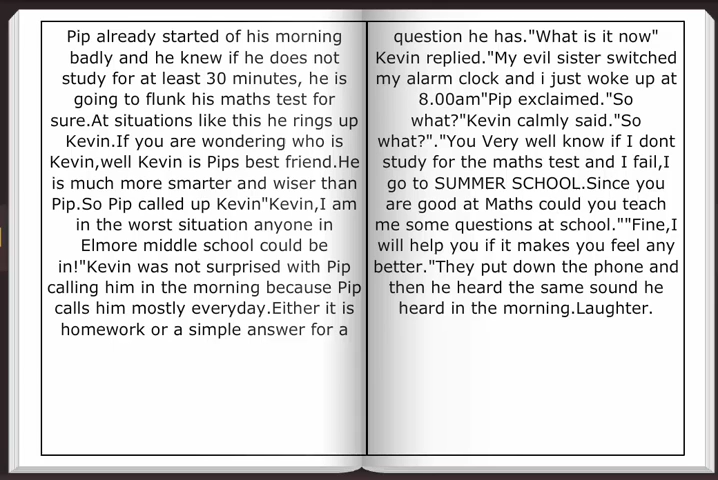 Pip already started of his morning
badly and he knew if he does not
study for at least 30 minutes, he is
going to flunk his maths test for
sure.At situations like this he rings up
Kevin.If you are wondering who is
Kevin,well Kevin is Pips best friend.He
is much more smarter and wiser than
Pip.So Pip called up Kevin"Kevin,I am
in the worst situation anyone in
Elmore middle school could be
in!"Kevin was not surprised with Pip
calling him in the morning because Pip
calls him mostly everyday.Either it is
homework or a simple answer for a
question he has."What is it now"
Kevin replied."My evil sister switched
my alarm clock and i just woke up at
8.00am"Pip exclaimed."So
what?"Kevin calmly said."So
what?"."You Very well know if I dont
study for the maths test and I fail,I
go to SUMMER SCHOOL.Since you
are good at Maths could you teach
me some questions at school.""Fine,I
will help you if it makes you feel any
better."They put down the phone and
then he heard the same sound he
heard in the morning.Laughter.